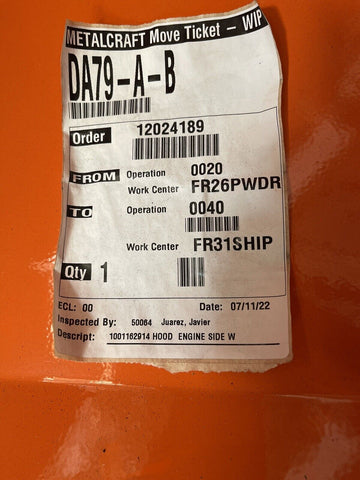 METALCRAFT Move Ticket - WIP
DA79-A-B
Order 12024189
FROM Operation 0020
Work Center FR26PWDR
TO Operation 0040
Work Center FR31SHIP
Qty 1
ECL: 00 Date: 07/11/22
Inspected By: 50064 Juarez, Javier
Descript: 1001162914 HOOD ENGINE SIDE W